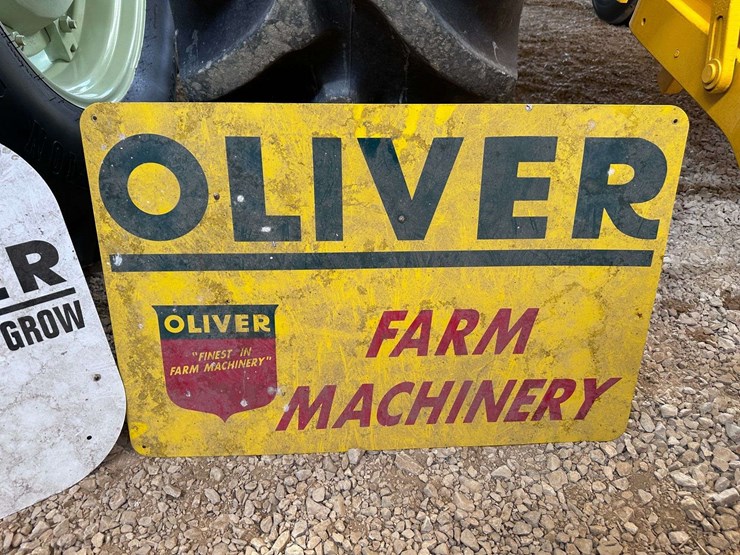 OLIVER
OLIVER
"FINEST IN
FARM MACHINERY"
FARM
MACHINERY
R
GROW